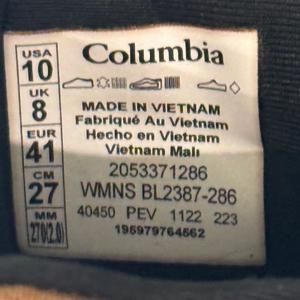 USA
10
UK
8
EUR
41
CM
27
MM
270(2.0)
Columbia
MADE IN VIETNAM
Fabriqué Au Vietnam
Hecho en Vietnam
Vietnam Malı
2053371286
WMNS BL2387-286
40450 PEV 1122 223
195979764562